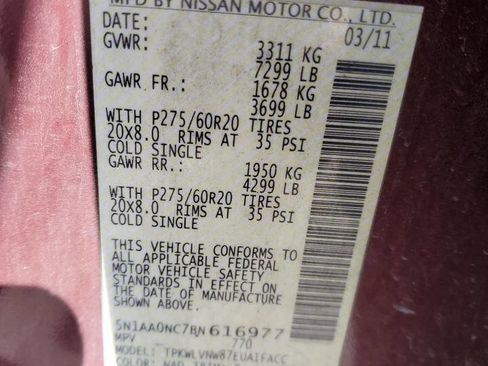 MFD BY NISSAN MOTOR CO., LTD.
DATE: 03/11
GVWR: 3311 KG
7299 LB
GAWR FR.: 1678 KG
3699 LB
WITH P275/60R20 TIRES
20X8.0 RIMS AT 35 PSI
COLD SINGLE
GAWR RR.: 1950 KG
4299 LB
WITH P275/60R20 TIRES
20X8.0 RIMS AT 35 PSI
COLD SINGLE
THIS VEHICLE CONFORMS TO
ALL APPLICABLE FEDERAL
MOTOR VEHICLE SAFETY
STANDARDS IN EFFECT ON
THE DATE OF MANUFACTURE
SHOWN ABOVE.
5N1AA0NC7BN616977
MPV 770
MODEL: TPKWLVNW87EUAIFACC
COLOR: